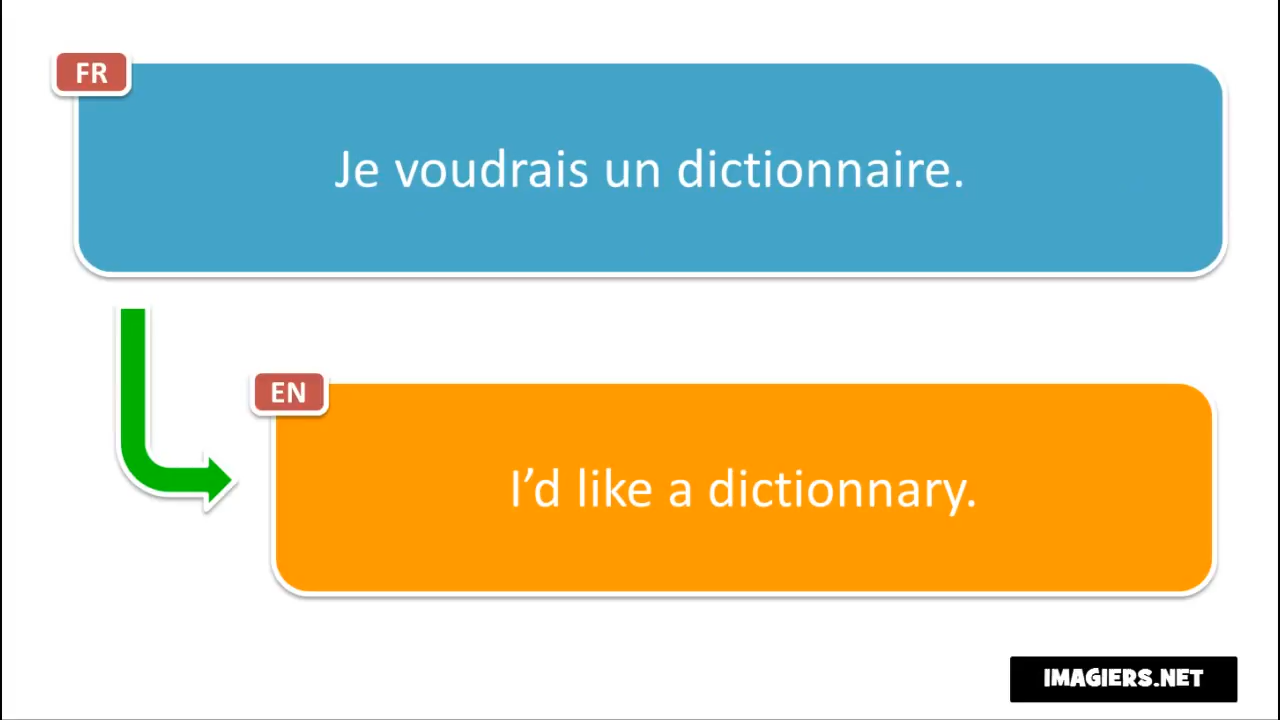 FR
Je voudrais un dictionnaire.
EN
I’d like a dictionnary.
IMAGIERS.NET